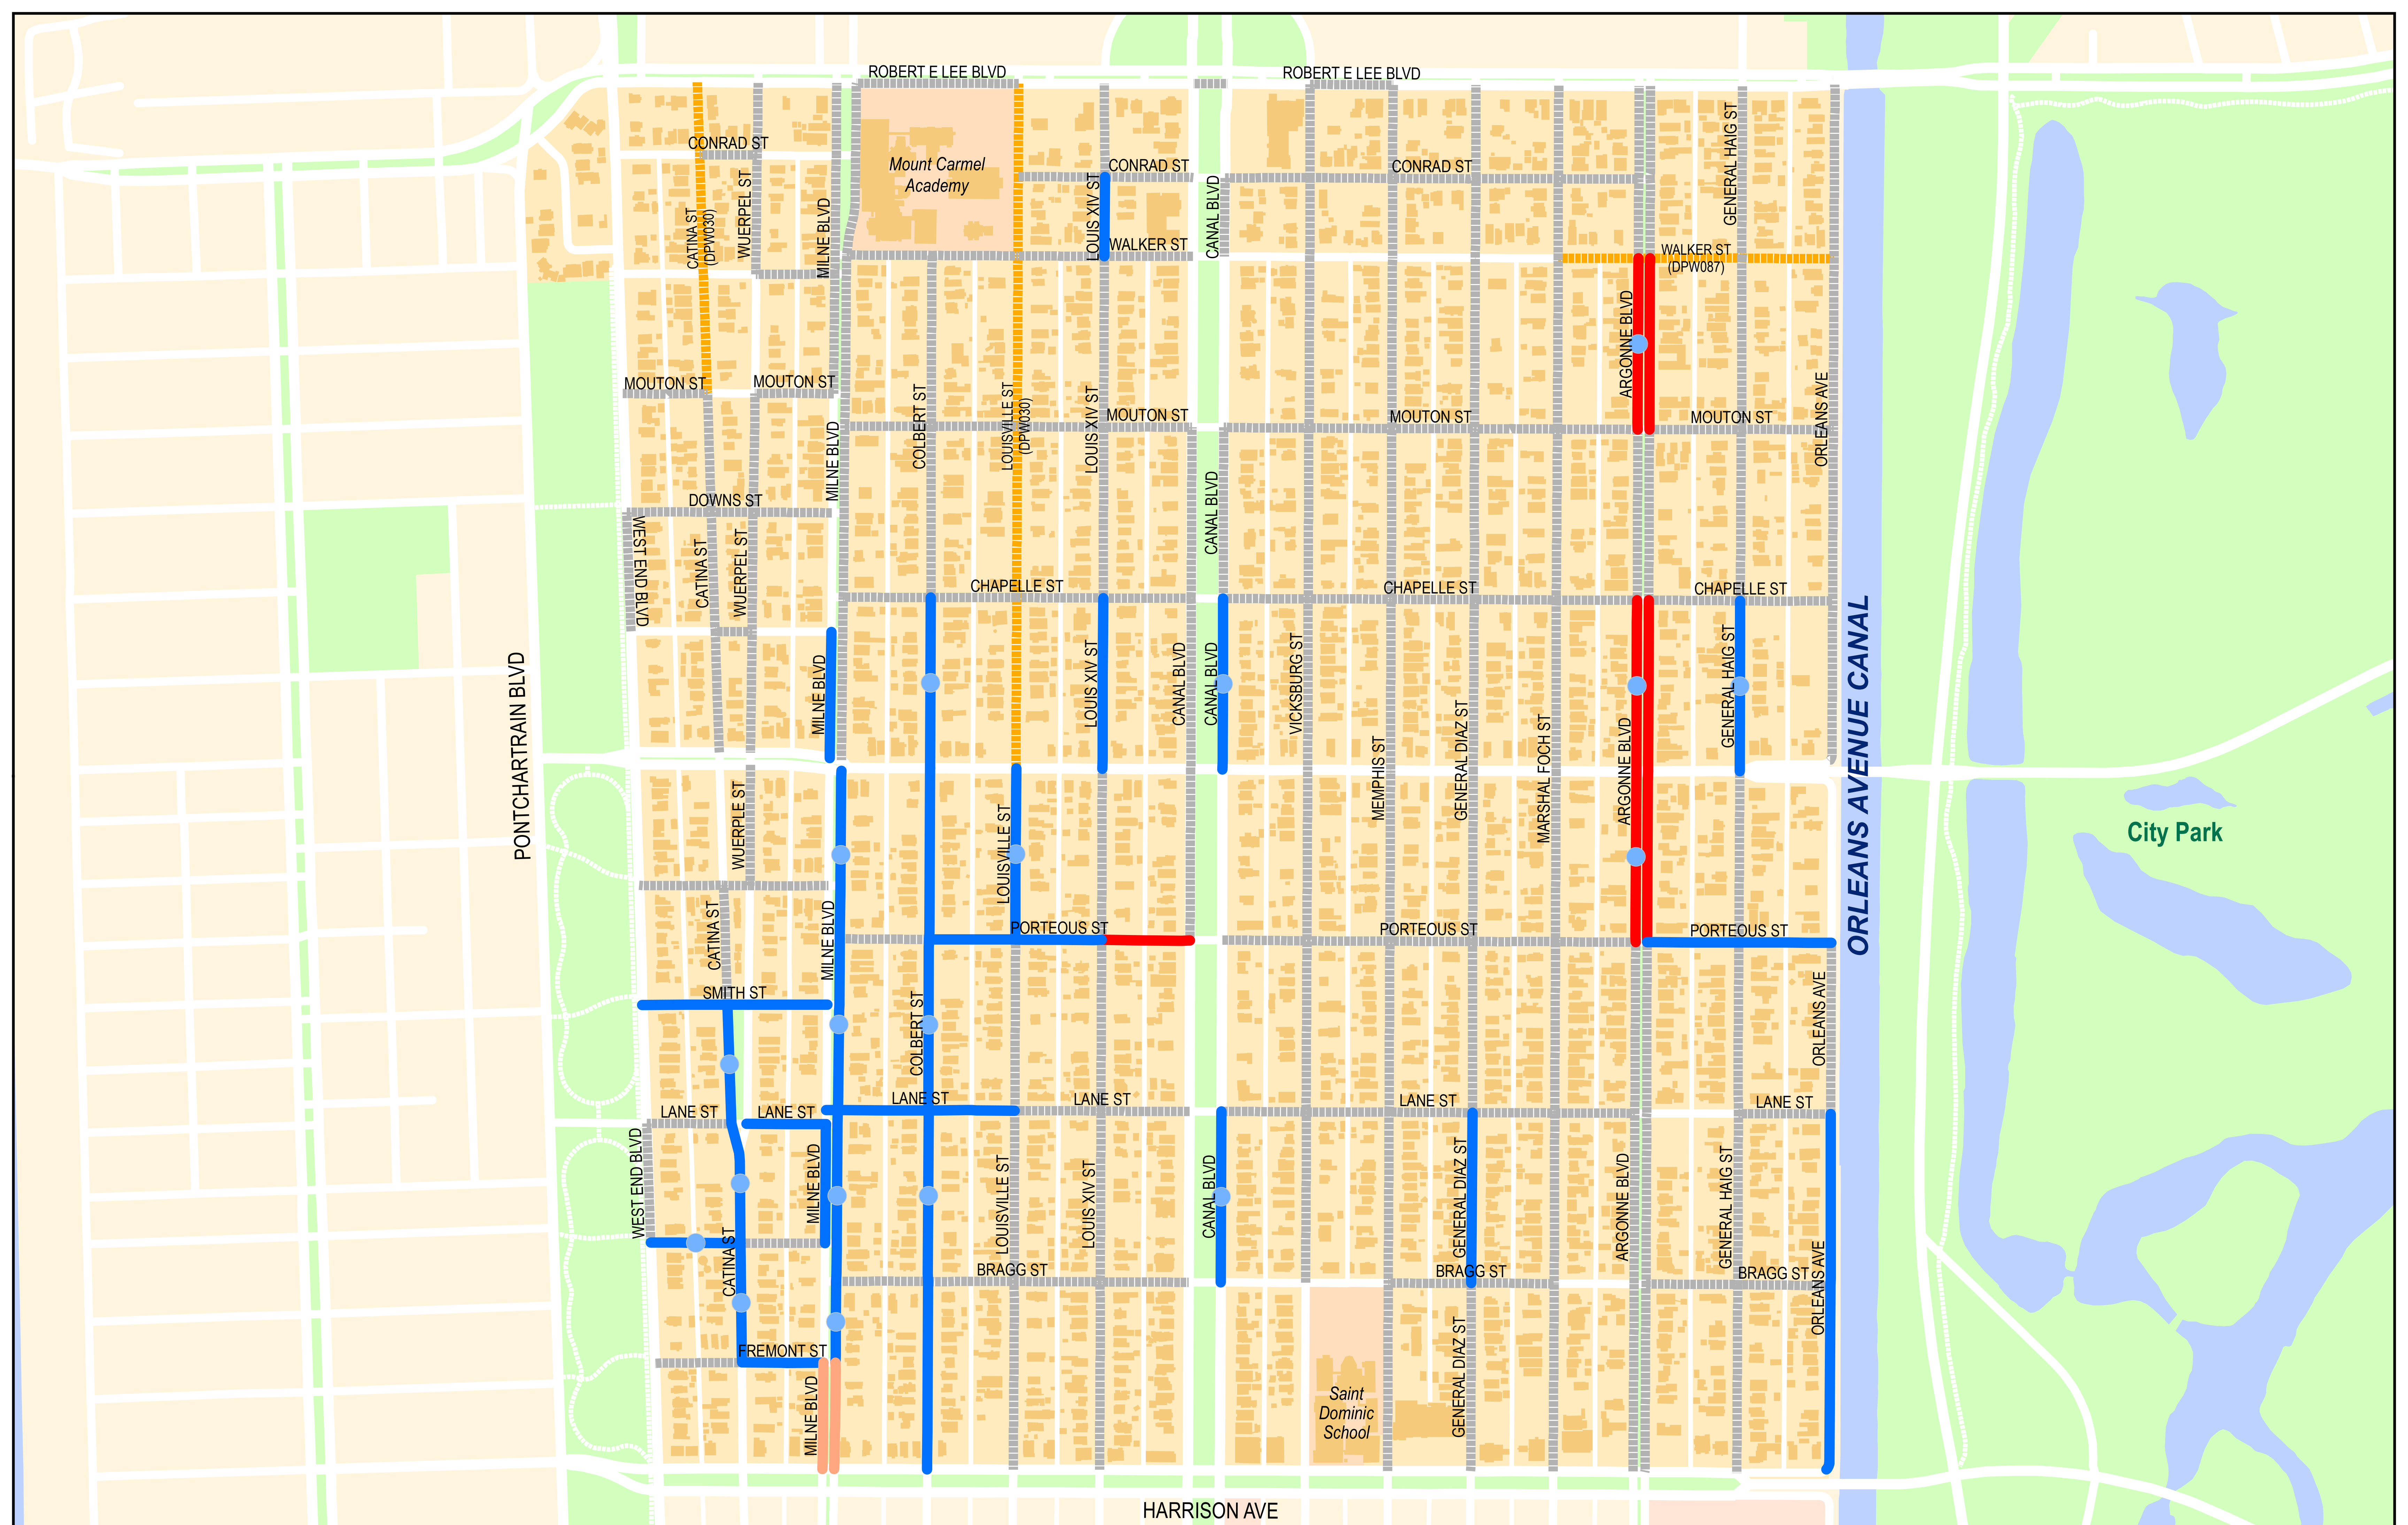 ROBERT E LEE BLVD
ROBERT E LEE BLVD
CONRAD ST
Mount Carmel
Academy
CONRAD ST
CONRAD ST
GENERAL HAIG ST
WUERPEL ST
MILNE BLVD
CATINA ST
(DPW030)
LOUIS XIV ST
CANAL BLVD
WALKER ST
WALKER ST
(DPW087)
ARGONNE BLVD
MOUTON ST
MOUTON ST
COLBERT ST
LOUISVILLE ST
(DPW030)
LOUIS XIV ST
MOUTON ST
MOUTON ST
MOUTON ST
ORLEANS AVE
MILNE BLVD
DOWNS ST
CANAL BLVD
WEST END BLVD
CATINA ST
WUERPEL ST
CHAPELLE ST
CHAPELLE ST
CHAPELLE ST
PONTCHARTRAIN BLVD
MILNE BLVD
LOUIS XIV ST
CANAL BLVD
CANAL BLVD
VICKSBURG ST
MEMPHIS ST
GENERAL DIAZ ST
MARSHAL FOCH ST
ARGONNE BLVD
GENERAL HAIG ST
ORLEANS AVENUE CANAL
City Park
WUERPLE ST
LOUISVILLE ST
CATINA ST
MILNE BLVD
PORTEOUS ST
PORTEOUS ST
PORTEOUS ST
SMITH ST
COLBERT ST
ORLEANS AVE
LANE ST
LANE ST
LANE ST
LANE ST
LANE ST
LANE ST
WEST END BLVD
MILNE BLVD
LOUISVILLE ST
LOUIS XIV ST
CANAL BLVD
GENERAL DIAZ ST
ARGONNE BLVD
GENERAL HAIG ST
CATINA ST
BRAGG ST
BRAGG ST
BRAGG ST
ORLEANS AVE
FREMONT ST
MILNE BLVD
GENERAL DIAZ ST
Saint
Dominic
School
HARRISON AVE